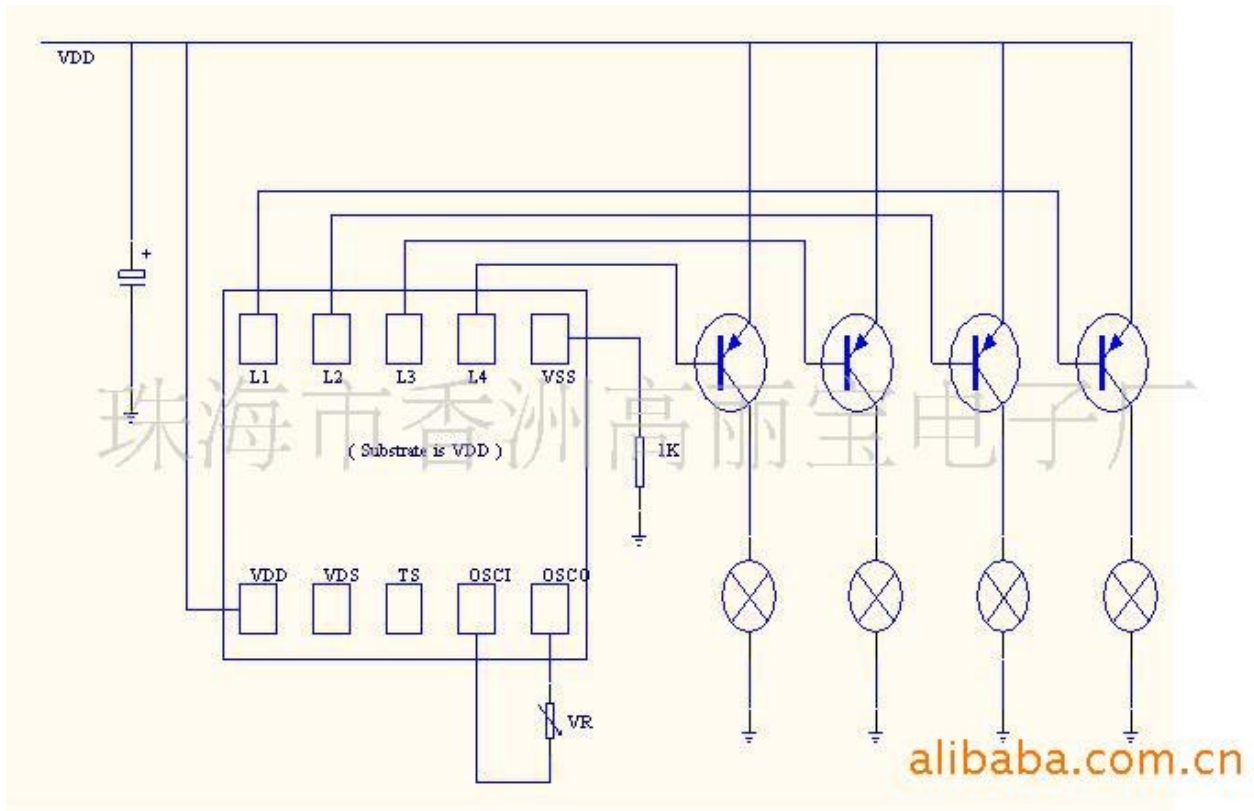 VDD
+
L1 L2 L3 L4 VSS
珠海市香洲高丽宝电子厂
( Substrate is VDD )
1K
VDD VDS TS OSCI OSCO
VR
alibaba.com.cn